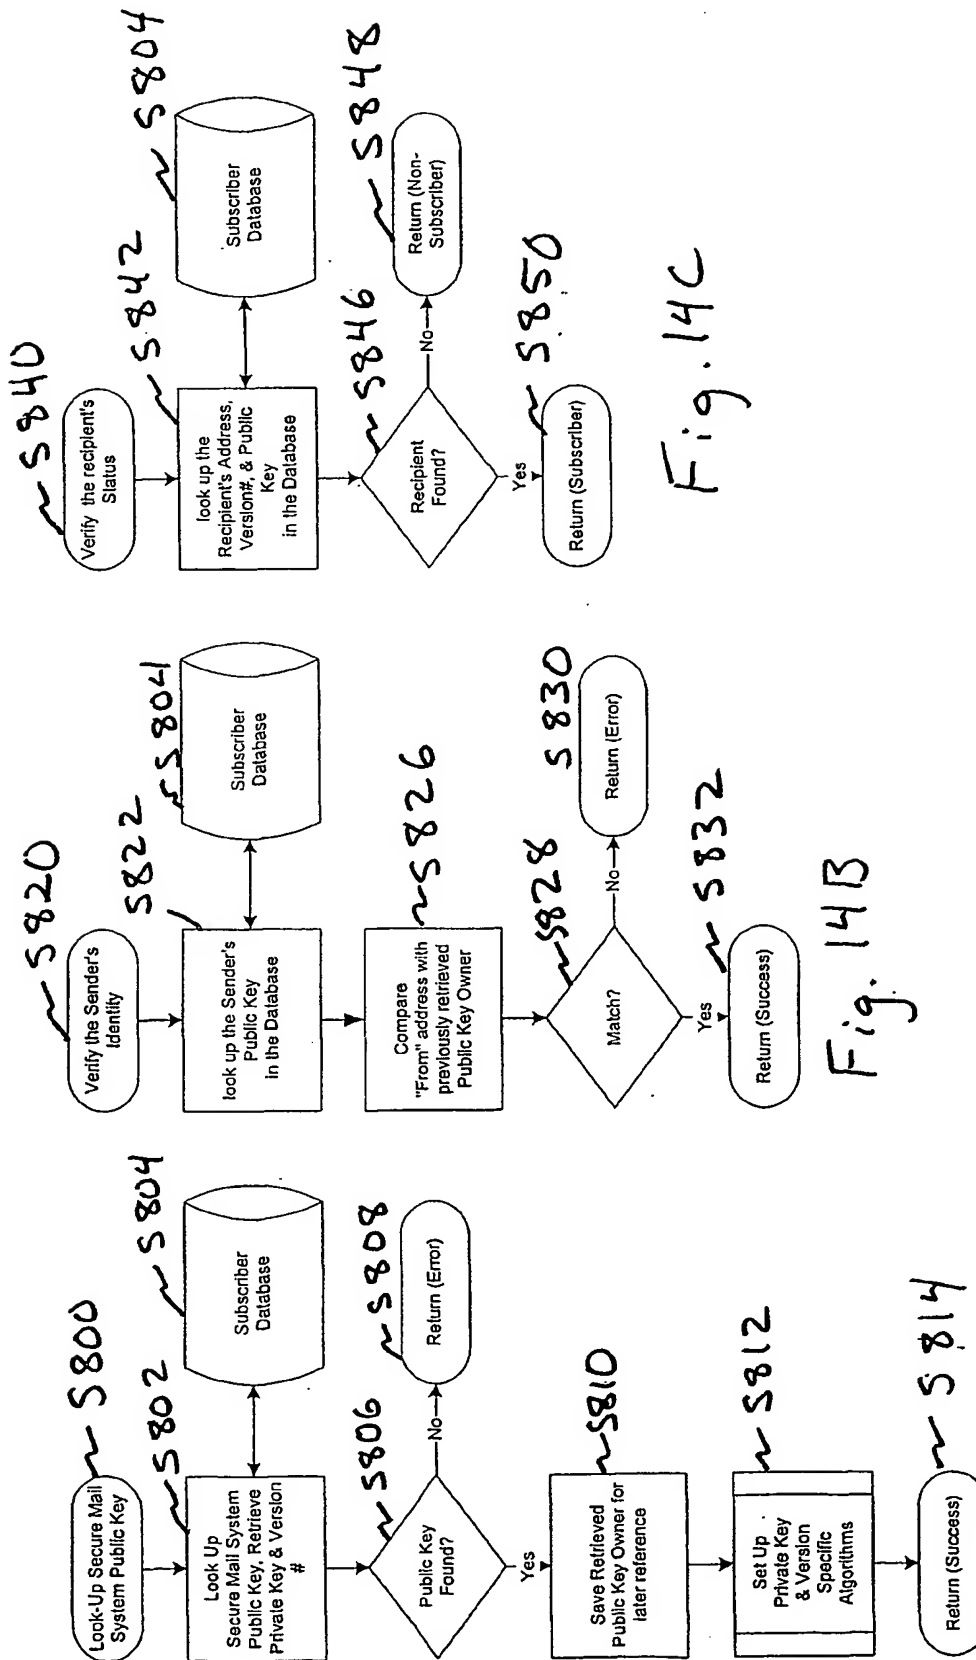 S800
Look-Up Secure Mail
System Public Key
S802
Look Up
Secure Mail System
Public Key, Retrieve
Private Key & Version
#
S804
Subscriber
Database
S806
Public Key
Found?
No
S808
Return (Error)
Yes
S810
Save Retrieved
Public Key Owner for
later reference
S812
Set Up
Private Key
& Version
Specific
Algorithms
S814
Return (Success)
S820
Verify the Sender's
Identity
S822
look up the Sender's
Public Key
in the Database
S804
Subscriber
Database
S826
Compare
"From" address with
previously retrieved
Public Key Owner
S828
Match?
No
S830
Return (Error)
Yes
S832
Return (Success)
Fig. 14B
S840
Verify the recipient's
Status
S842
look up the
Recipient's Address,
Version#, & Public
Key
in the Database
S804
Subscriber
Database
S846
Recipient
Found?
No
S848
Return (Non-
Subscriber)
Yes
S850
Return (Subscriber)
Fig. 14C